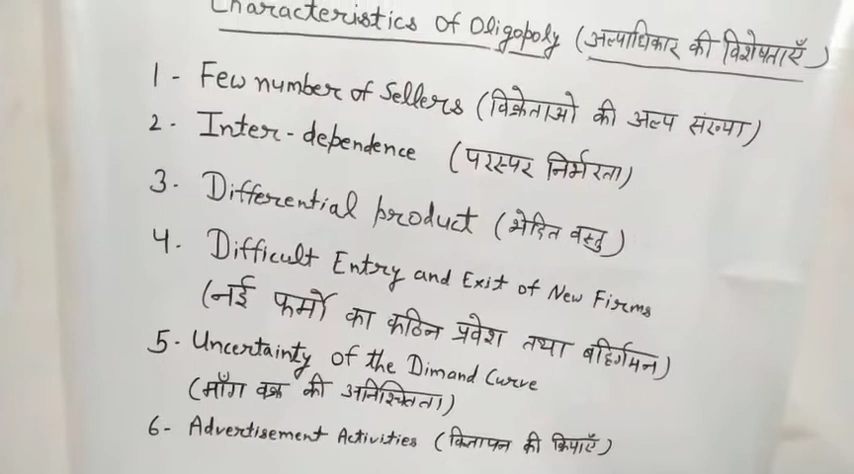 Characteristics of Oligopoly (अल्पाधिकार की विशेषताएँ)
1 - Few number of Sellers (विक्रेताओ की अल्प संख्या)
2 - Inter-dependence (परस्पर निर्भरता)
3. Differential product (भेदित वस्तु)
4. Difficult Entry and Exit of New Firms
(नई फर्मो का कठिन प्रवेश तथा बहिर्गमन)
5. Uncertainty of the Dimand Curve
(माँग वक्र की अनिश्चितता)
6- Advertisement Activities (विज्ञापन की क्रियाएँ)